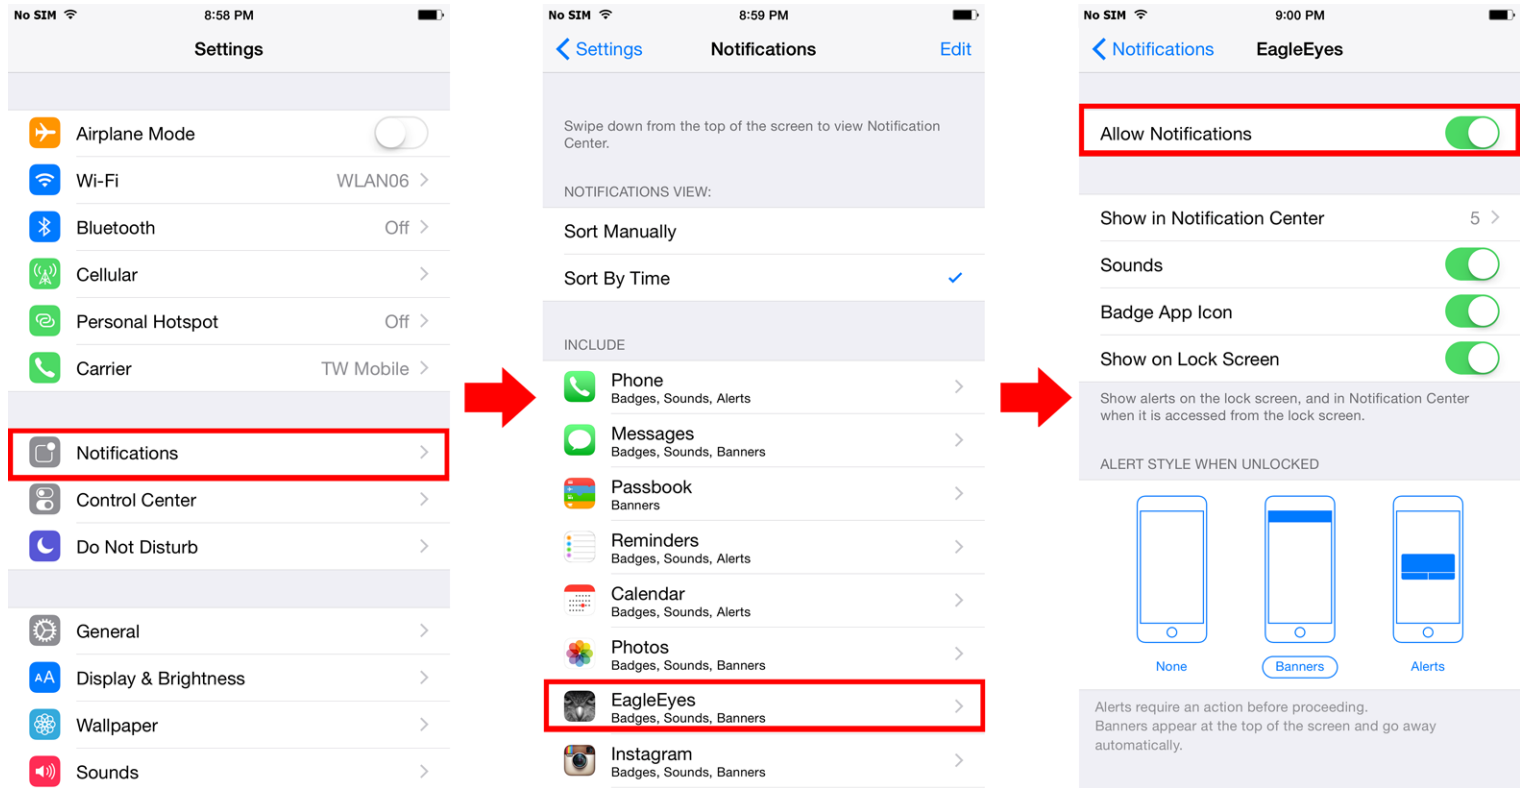 No SIM 8:58 PM
Settings
Airplane Mode
Wi-Fi WLAN06
Bluetooth Off
Cellular
Personal Hotspot Off
Carrier TW Mobile
Notifications
Control Center
Do Not Disturb
General
AA Display & Brightness
Wallpaper
Sounds
No SIM 8:59 PM
Settings Notifications Edit
Swipe down from the top of the screen to view Notification
Center.
NOTIFICATIONS VIEW:
Sort Manually
Sort By Time
INCLUDE
Phone
Badges, Sounds, Alerts
Messages
Badges, Sounds, Banners
Passbook
Banners
Reminders
Badges, Sounds, Alerts
Calendar
Badges, Sounds, Alerts
Photos
Badges, Sounds, Banners
EagleEyes
Badges, Sounds, Banners
Instagram
Badges, Sounds, Banners
No SIM 9:00 PM
Notifications EagleEyes
Allow Notifications
Show in Notification Center 5
Sounds
Badge App Icon
Show on Lock Screen
Show alerts on the lock screen, and in Notification Center
when it is accessed from the lock screen.
ALERT STYLE WHEN UNLOCKED
None Banners Alerts
Alerts require an action before proceeding.
Banners appear at the top of the screen and go away
automatically.